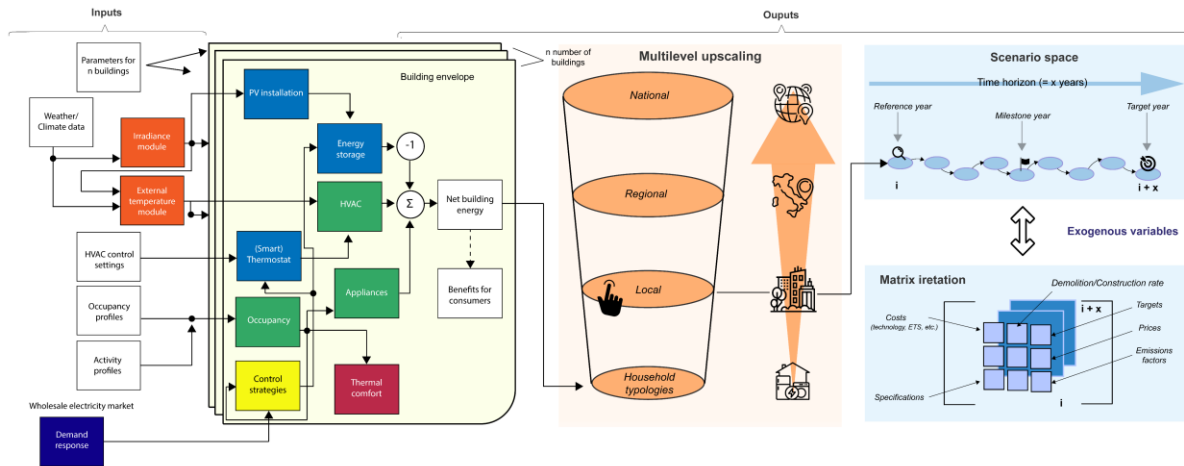 Inputs
Ouputs
Parameters for
n buildings
Weather/
Climate data
Irradiance
module
External
temperature
module
HVAC control
settings
Occupancy
profiles
Activity
profiles
Wholesale electricity market
Demand
response
n number of
buildings
Building envelope
PV installation
Energy
storage
-1
HVAC
Σ
Net building
energy
(Smart)
Thermostat
Appliances
Benefits for
consumers
Occupancy
Control
strategies
Thermal
comfort
Multilevel upscaling
National
Regional
Local
Household
typologies
Scenario space
Time horizon (= x years)
Reference year
Milestone year
Target year
i
i + x
Exogenous variables
Matrix iretation
Demolition/Construction rate
Costs
(technology, ETS, etc.)
i + x
Targets
Prices
Emissions
factors
Specifications
i